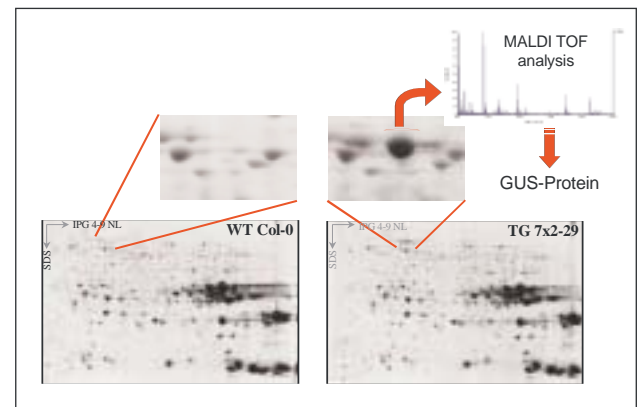 MALDI TOF
analysis
GUS-Protein
IPG 4-9 NL
WT Col-0
SDS
IPG 4-9 NL
TG 7x2-29
SDS